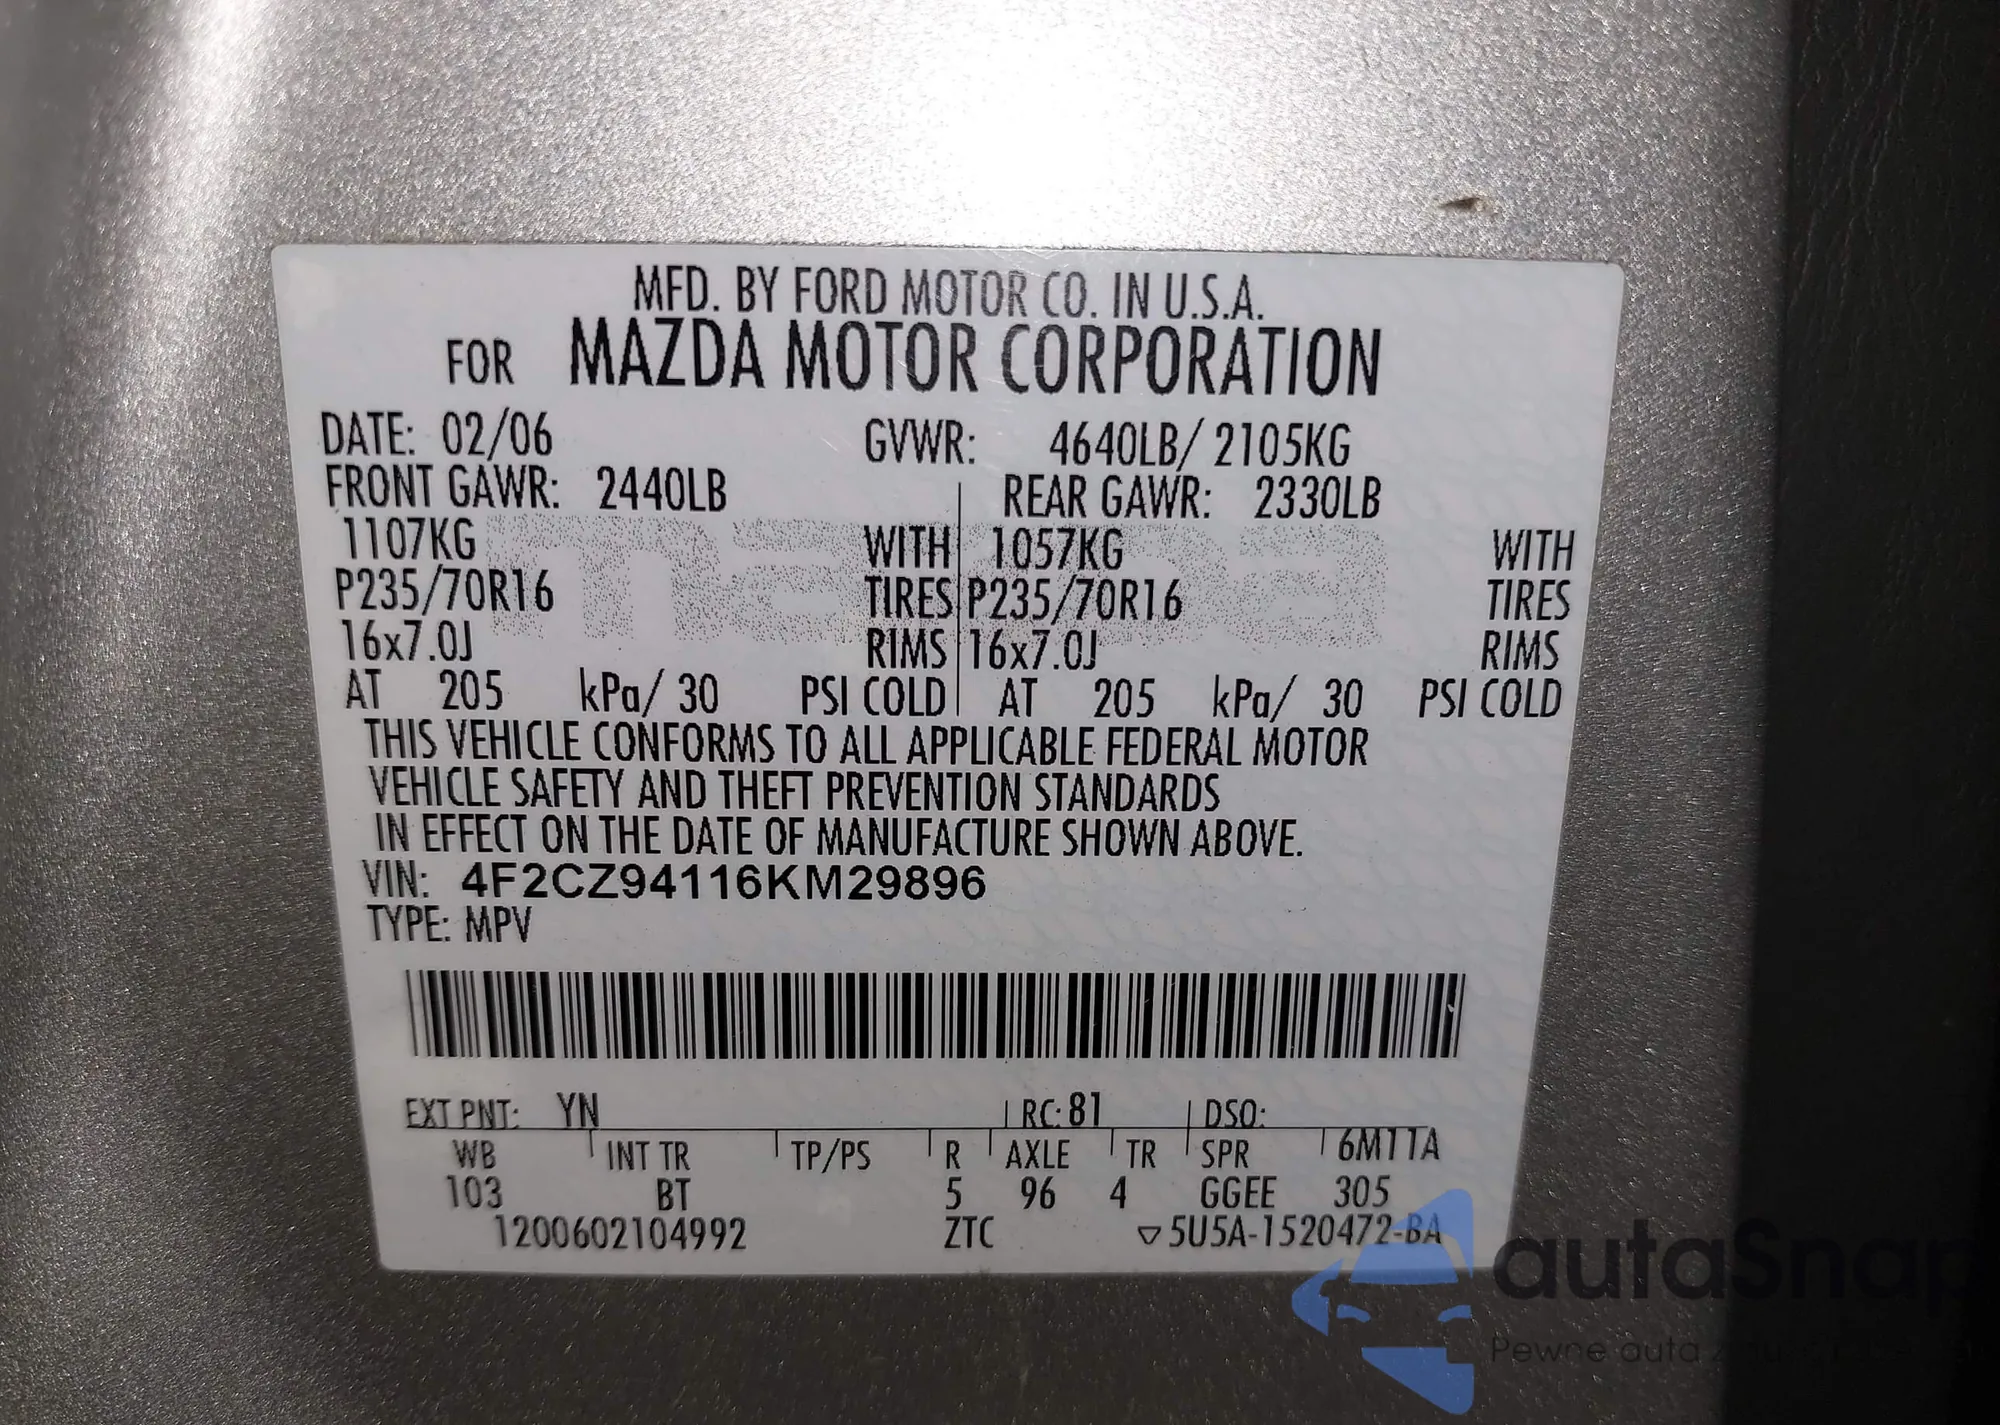 MFD. BY FORD MOTOR CO. IN U.S.A.
FOR MAZDA MOTOR CORPORATION
DATE: 02/06 GVWR: 4640LB/ 2105KG
FRONT GAWR: 2440LB REAR GAWR: 2330LB
1107KG WITH 1057KG WITH
P235/70R16 TIRES P235/70R16 TIRES
16x7.0J RIMS 16x7.0J RIMS
AT 205 kPa/ 30 PSI COLD AT 205 kPa/ 30 PSI COLD
THIS VEHICLE CONFORMS TO ALL APPLICABLE FEDERAL MOTOR
VEHICLE SAFETY AND THEFT PREVENTION STANDARDS
IN EFFECT ON THE DATE OF MANUFACTURE SHOWN ABOVE.
VIN: 4F2CZ94116KM29896
TYPE: MPV
EXT PNT: YN RC: 81 DSO:
WB INT TR TP/PS R AXLE TR SPR 6M11A
103 BT 5 96 4 GGEE 305
1200602104992 ZTC ▽5U5A-1520472-BA
autaSnap
Pewne auta z